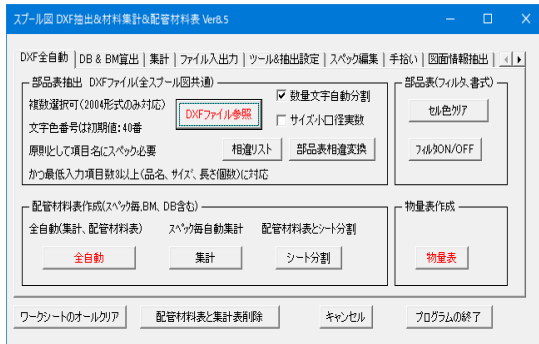 スプール図 DXF抽出&材料集計&配管材料表 Ver8.5
DXF全自動 DB & BM算出 集計 ファイル入出力 ツール&抽出設定 スペック編集 手拾い 図面情報抽出
部品表抽出 DXFファイル(全スプール図共通)
複数選択可(2004形式のみ対応)
文字色番号は初期値:40番
原則として項目名にスペック必要
かつ最低入力項目数3以上(品名、サイズ、長さ個数)に対応
DXFファイル参照
数量文字自動分割
サイズ小口径実数
相違リスト
部品表相違変換
部品表(フィルタ、書式)
セル色クリア
フィルタON/OFF
配管材料表作成(スペック毎,BM、DB含む)
全自動(集計、配管材料表) スペック毎自動集計 配管材料表とシート分割
全自動 集計 シート分割
物量表作成
物量表
ワークシートのオールクリア 配管材料表と集計表削除 キャンセル プログラムの終了